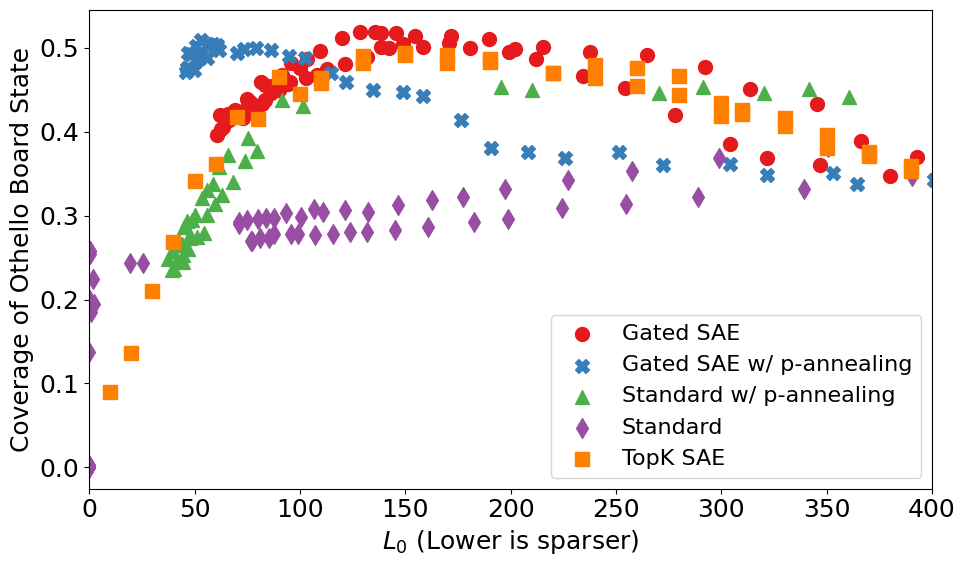 Coverage of Othello Board State
0.5
0.4
0.3
0.2
0.1
0.0
0 50 100 150 200 250 300 350 400
L₀ (Lower is sparser)
Gated SAE
Gated SAE w/ p-annealing
Standard w/ p-annealing
Standard
TopK SAE